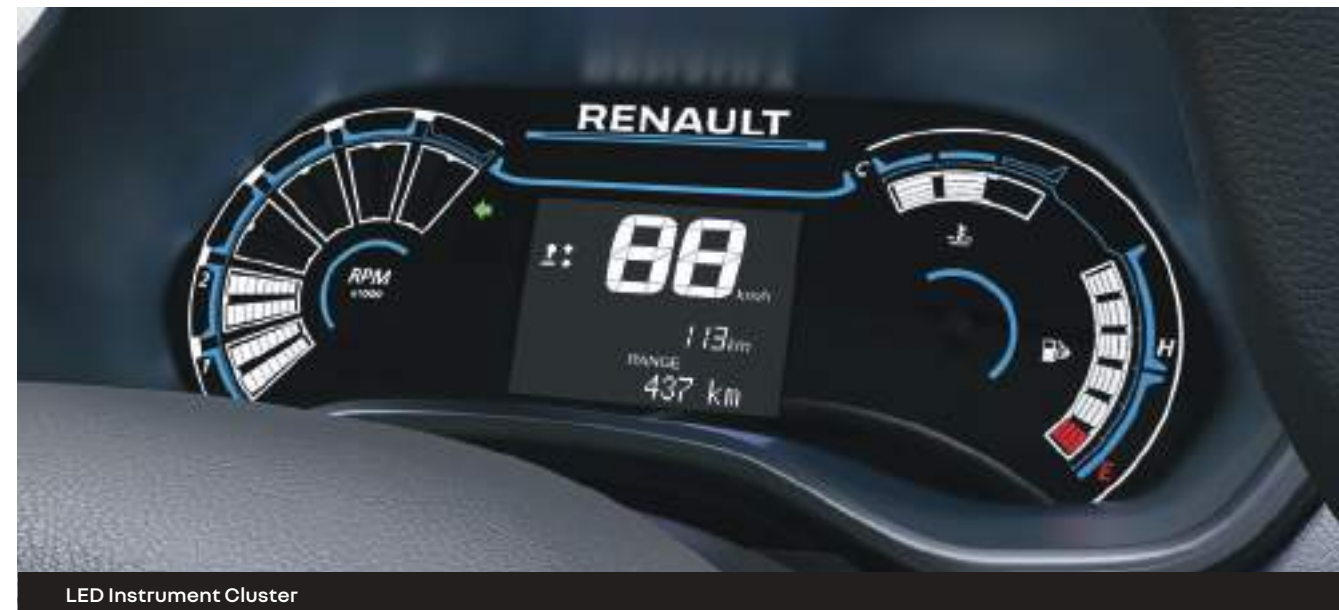 RENAULT
C
2
RPM
x1000
88
km/h
113km
RANGE
1
H
437 km
E
LED Instrument Cluster